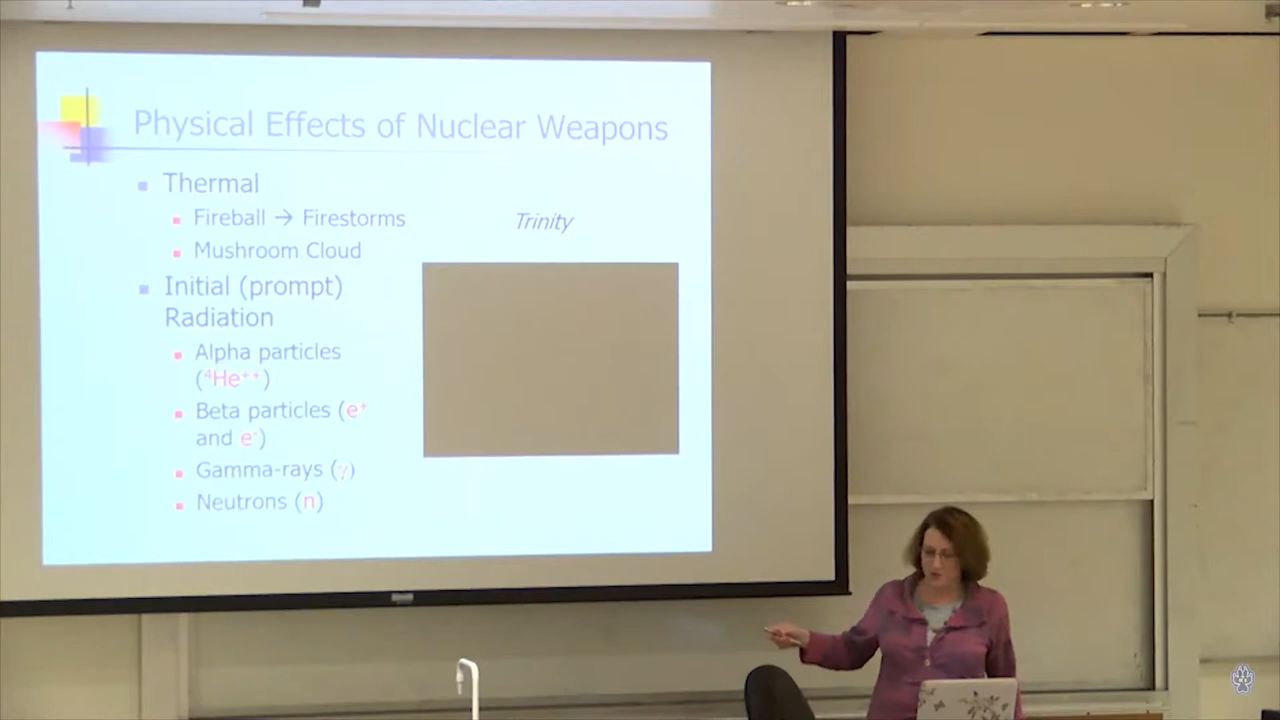 Physical Effects of Nuclear Weapons
Thermal
Fireball → Firestorms
Mushroom Cloud
Initial (prompt)
Radiation
Alpha particles
(⁴He⁺⁺)
Beta particles (e⁺
and e⁻)
Gamma-rays (γ)
Neutrons (n)
Trinity